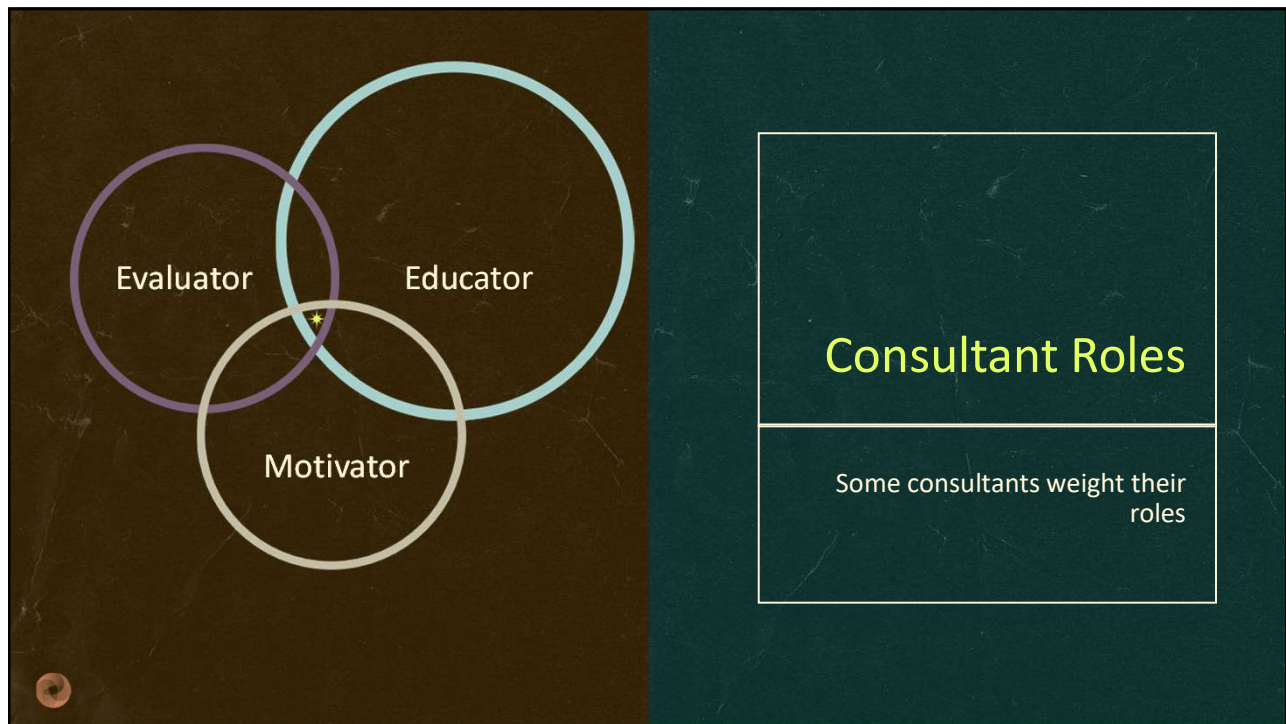 Evaluator
Educator
Motivator
Consultant Roles
Some consultants weight their
roles